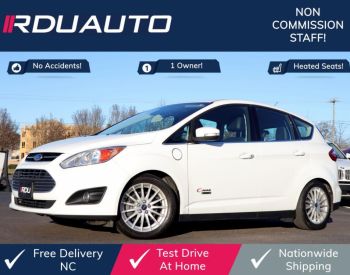 RDUAUTO
NON
COMMISSION
STAFF!
No Accidents!
1 Owner!
Heated Seats!
RDU
Free Delivery
NC
Test Drive
At Home
Nationwide
Shipping